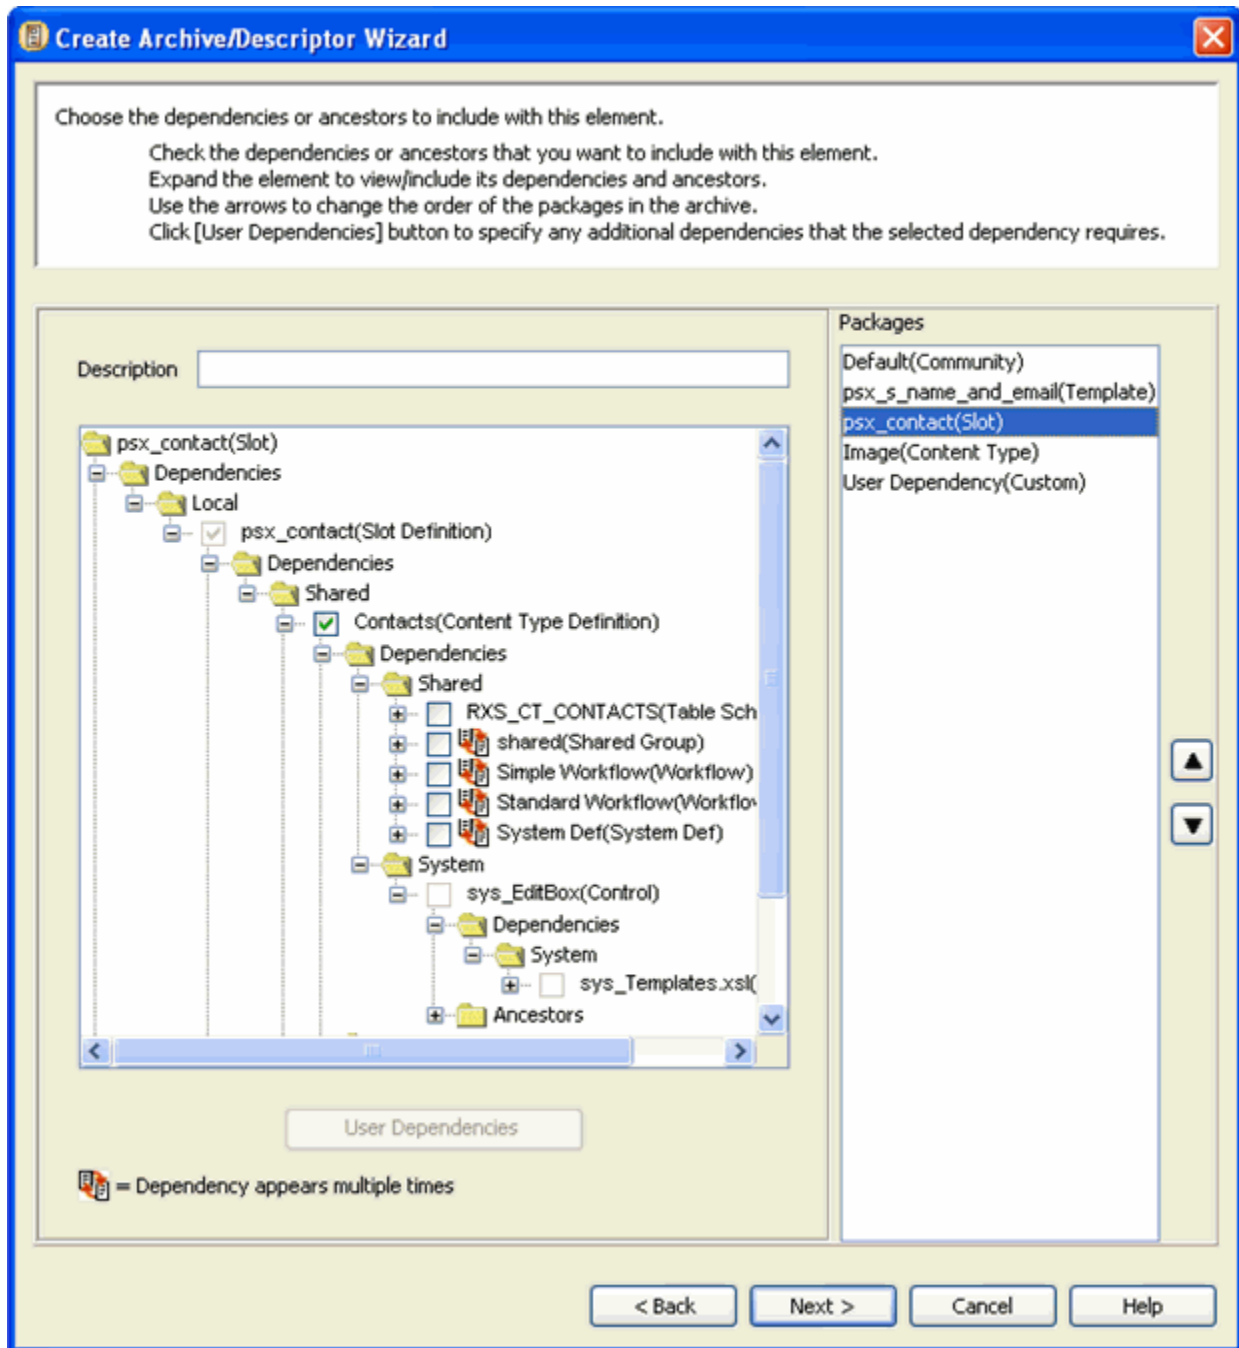 Create Archive/Descriptor Wizard
Choose the dependencies or ancestors to include with this element.
Check the dependencies or ancestors that you want to include with this element.
Expand the element to view/include its dependencies and ancestors.
Use the arrows to change the order of the packages in the archive.
Click [User Dependencies] button to specify any additional dependencies that the selected dependency requires.
Description
psx_contact(Slot)
Dependencies
Local
psx_contact(Slot Definition)
Dependencies
Shared
Contacts(Content Type Definition)
Dependencies
Shared
RXS_CT_CONTACTS(Table Sch
shared(Shared Group)
Simple Workflow(Workflow)
Standard Workflow(Workflov
System Def(System Def)
System
sys_EditBox(Control)
Dependencies
System
sys_Templates.xsl(
Ancestors
User Dependencies
= Dependency appears multiple times
Packages
Default(Community)
psx_s_name_and_email(Template)
psx_contact(Slot)
Image(Content Type)
User Dependency(Custom)
< Back
Next >
Cancel
Help